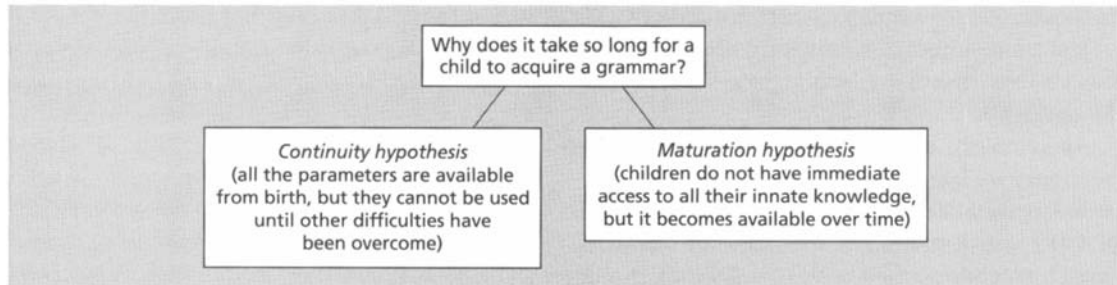 Why does it take so long for a
child to acquire a grammar?
Continuity hypothesis
(all the parameters are available
from birth, but they cannot be used
until other difficulties have
been overcome)
Maturation hypothesis
(children do not have immediate
access to all their innate knowledge,
but it becomes available over time)